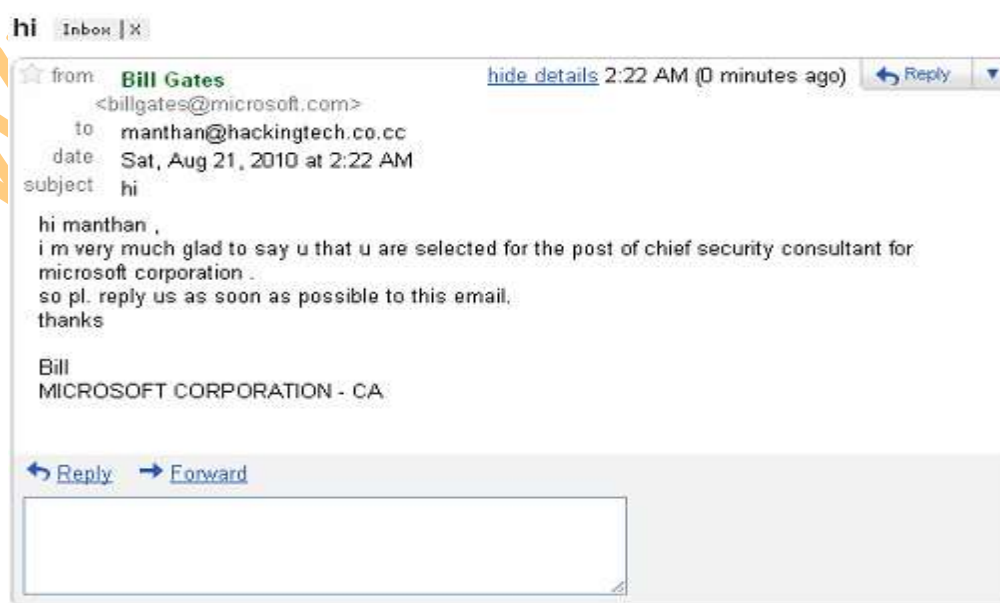 hi Inbox | X
from Bill Gates hide details 2:22 AM (0 minutes ago) Reply
<billgates@microsoft.com>
to manthan@hackingtech.co.cc
date Sat, Aug 21, 2010 at 2:22 AM
subject hi
hi manthan ,
i m very much glad to say u that u are selected for the post of chief security consultant for
microsoft corporation .
so pl. reply us as soon as possible to this email.
thanks
Bill
MICROSOFT CORPORATION - CA
Reply Forward